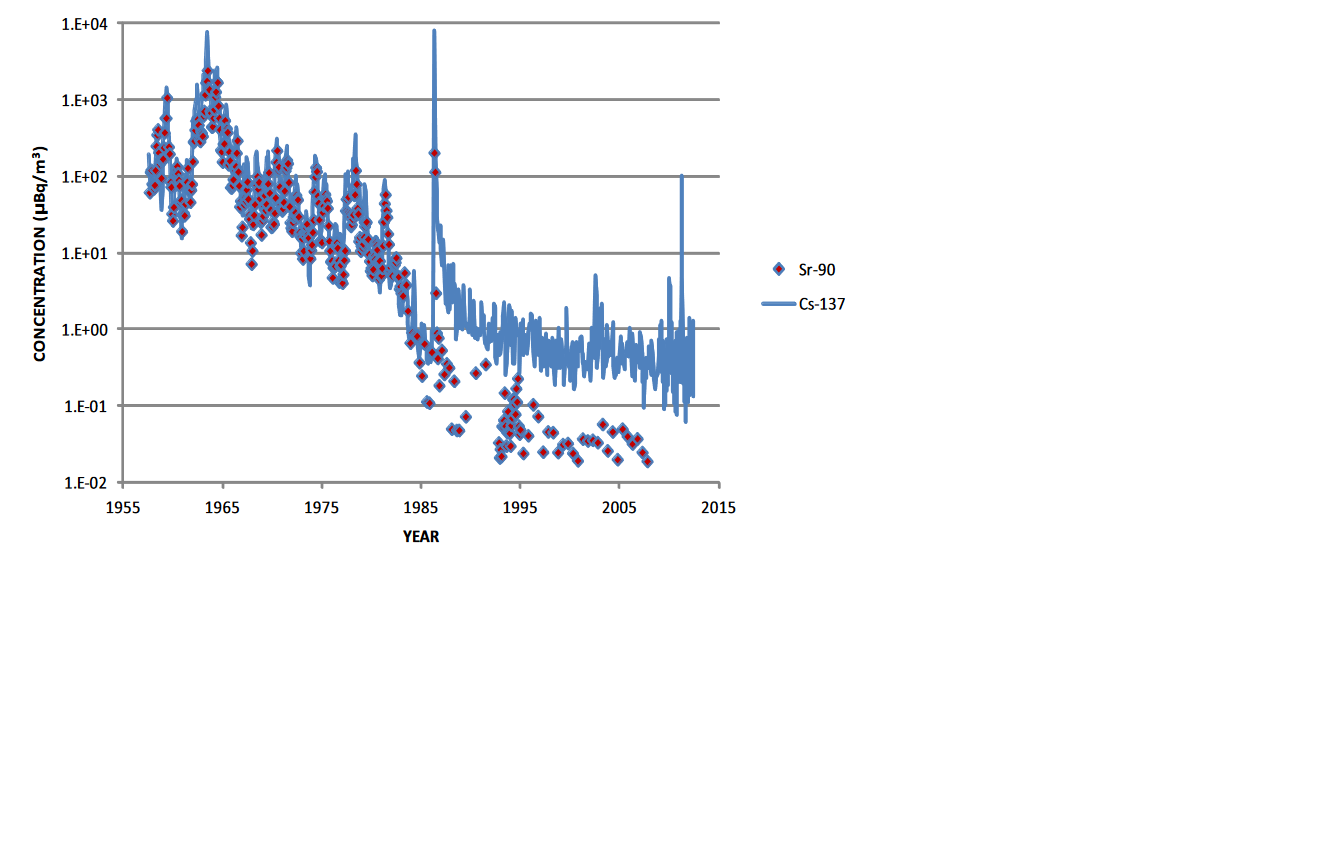 1.E+04
1.E+03
1.E+02
1.E+01
1.E+00
1.E-01
1.E-02
CONCENTRATION (µBq/m³)
1955 1965 1975 1985 1995 2005 2015
YEAR
Sr-90
Cs-137